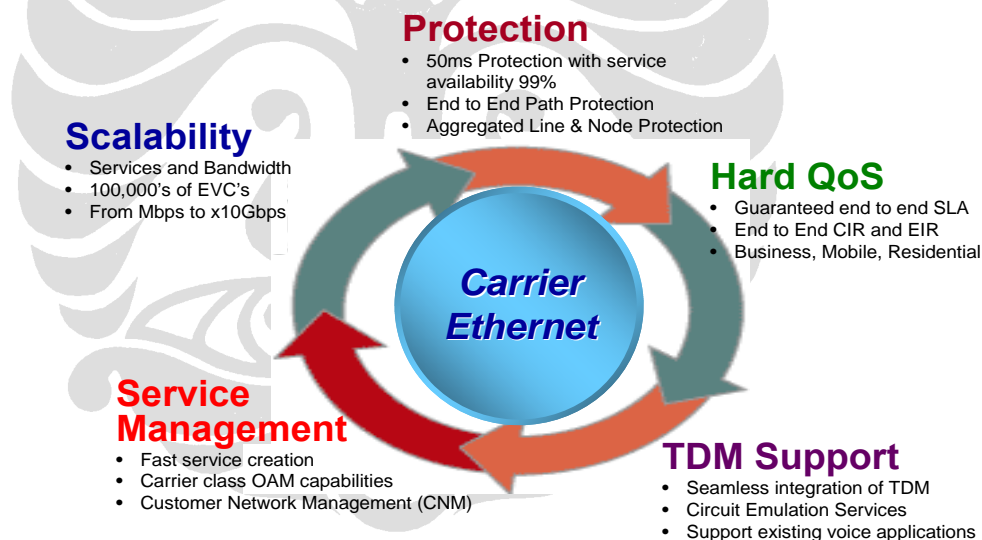 Protection
• 50ms Protection with service
availability 99%
• End to End Path Protection
• Aggregated Line & Node Protection
Scalability
• Services and Bandwidth
• 100,000's of EVC's
• From Mbps to x10Gbps
Hard QoS
• Guaranteed end to end SLA
• End to End CIR and EIR
• Business, Mobile, Residential
Carrier
Ethernet
Service
Management
• Fast service creation
• Carrier class OAM capabilities
• Customer Network Management (CNM)
TDM Support
• Seamless integration of TDM
• Circuit Emulation Services
• Support existing voice applications